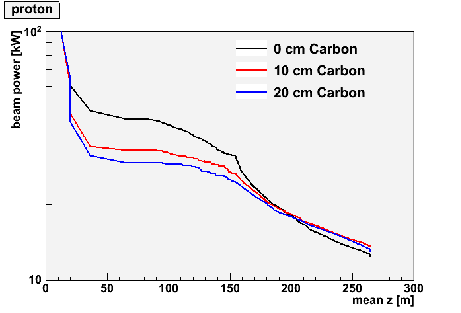 proton
beam power [kW]
10²
10
0 cm Carbon
10 cm Carbon
20 cm Carbon
0 50 100 150 200 250 300
mean z [m]